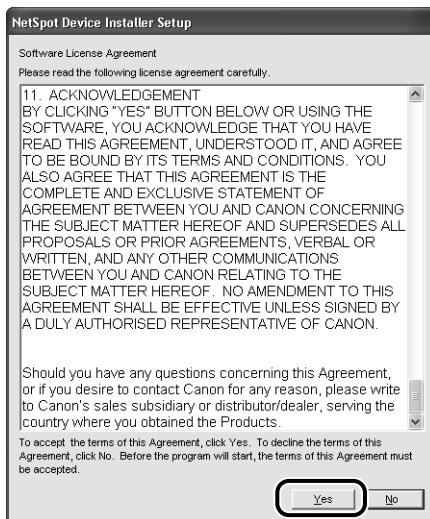 NetSpot Device Installer Setup
Software License Agreement
Please read the following license agreement carefully.
11. ACKNOWLEDGEMENT
BY CLICKING "YES" BUTTON BELOW OR USING THE
SOFTWARE, YOU ACKNOWLEDGE THAT YOU HAVE
READ THIS AGREEMENT, UNDERSTOOD IT, AND AGREE
TO BE BOUND BY ITS TERMS AND CONDITIONS. YOU
ALSO AGREE THAT THIS AGREEMENT IS THE
COMPLETE AND EXCLUSIVE STATEMENT OF
AGREEMENT BETWEEN YOU AND CANON CONCERNING
THE SUBJECT MATTER HEREOF AND SUPERSEDES ALL
PROPOSALS OR PRIOR AGREEMENTS, VERBAL OR
WRITTEN, AND ANY OTHER COMMUNICATIONS
BETWEEN YOU AND CANON RELATING TO THE
SUBJECT MATTER HEREOF. NO AMENDMENT TO THIS
AGREEMENT SHALL BE EFFECTIVE UNLESS SIGNED BY
A DULY AUTHORISED REPRESENTATIVE OF CANON.
Should you have any questions concerning this Agreement,
or if you desire to contact Canon for any reason, please write
to Canon's sales subsidiary or distributor/dealer, serving the
country where you obtained the Products.
To accept the terms of this Agreement, click Yes. To decline the terms of this
Agreement, click No. Before the program will start, the terms of this Agreement must
be accepted.
Yes No